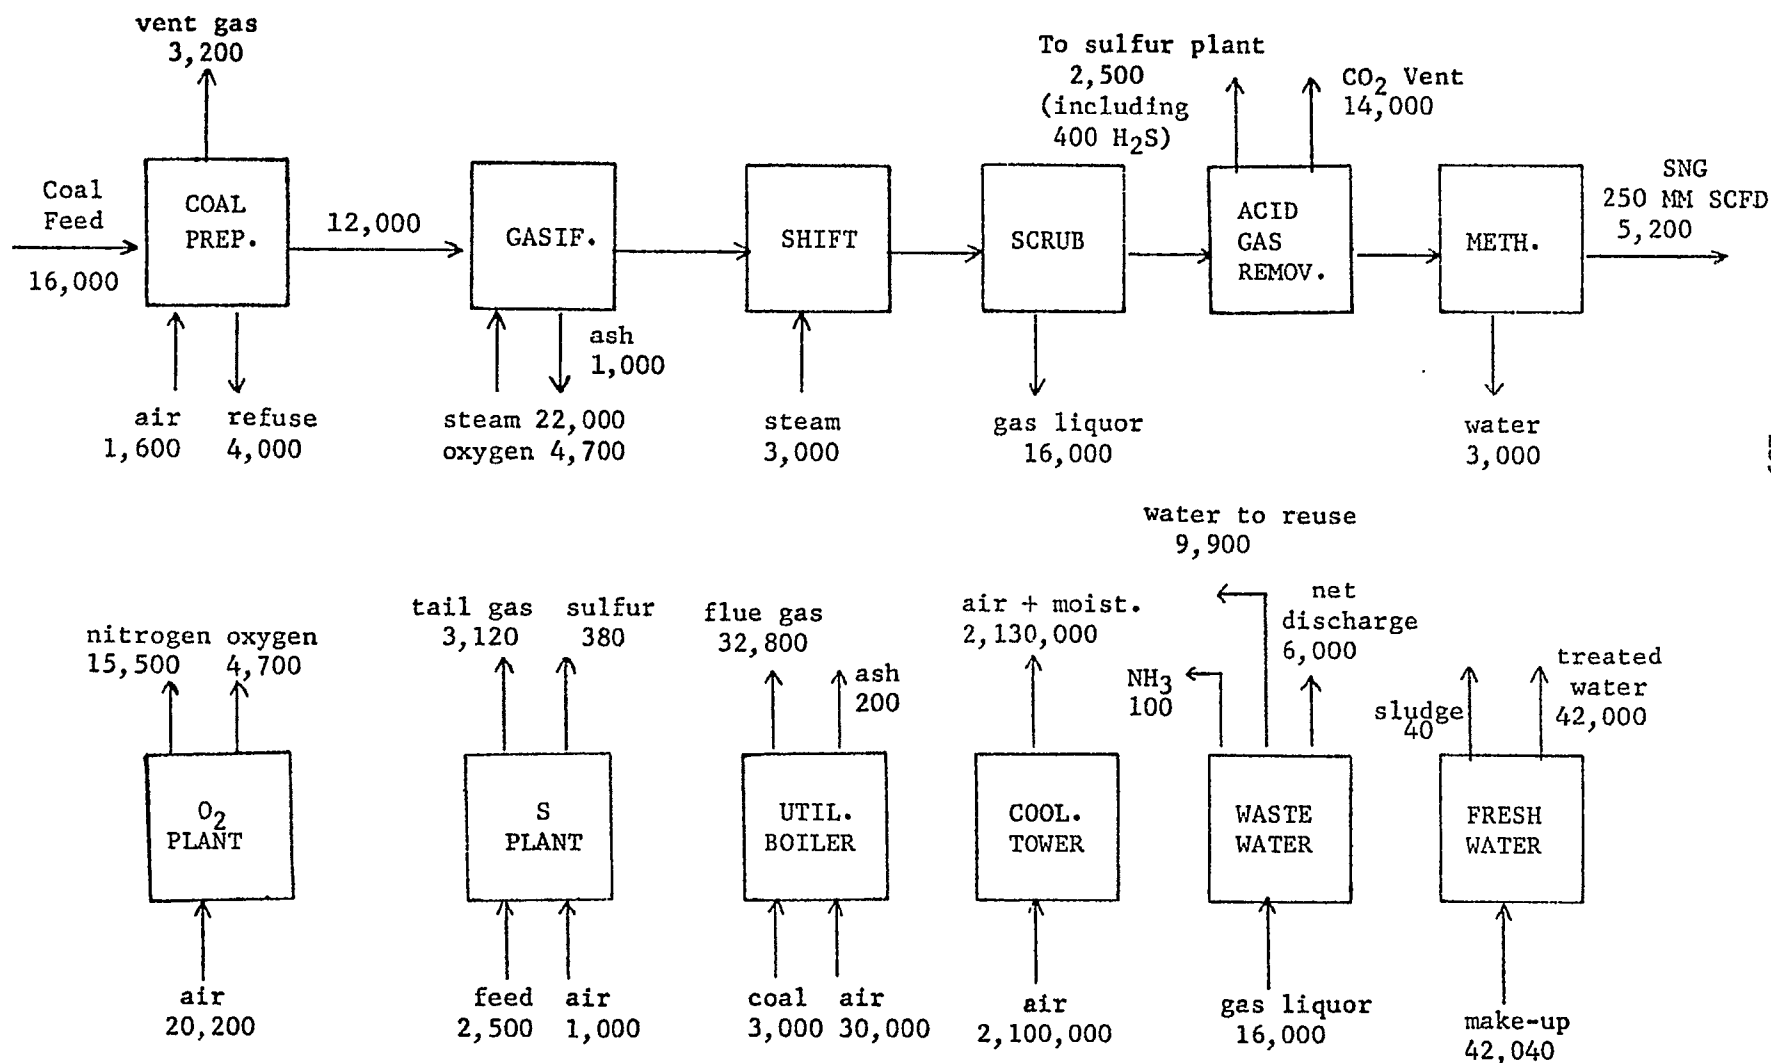 vent gas
3,200
Coal
Feed
16,000
COAL
PREP.
air
1,600
refuse
4,000
12,000
GASIF.
ash
1,000
steam 22,000
oxygen 4,700
SHIFT
steam
3,000
SCRUB
gas liquor
16,000
To sulfur plant
2,500
(including
400 H2S)
CO2 Vent
14,000
ACID
GAS
REMOV.
METH.
SNG
250 MM SCFD
5,200
water
3,000
nitrogen oxygen
15,500 4,700
O2
PLANT
air
20,200
tail gas
3,120
sulfur
380
S
PLANT
feed
2,500
air
1,000
flue gas
32,800
ash
200
UTIL.
BOILER
coal
3,000
air
30,000
air + moist.
2,130,000
COOL.
TOWER
air
2,100,000
water to reuse
9,900
net
discharge
6,000
NH3
100
WASTE
WATER
gas liquor
16,000
sludge
40
treated
water
42,000
FRESH
WATER
make-up
42,040